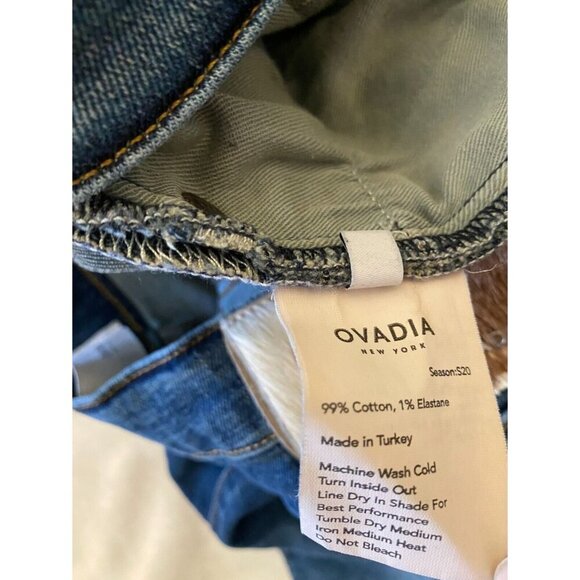 OVADIA
NEW YORK
Season:S20
99% Cotton, 1% Elastane
Made in Turkey
Machine Wash Cold
Turn Inside Out
Line Dry In Shade For
Best Performance
Tumble Dry Medium
Iron Medium Heat
Do Not Bleach